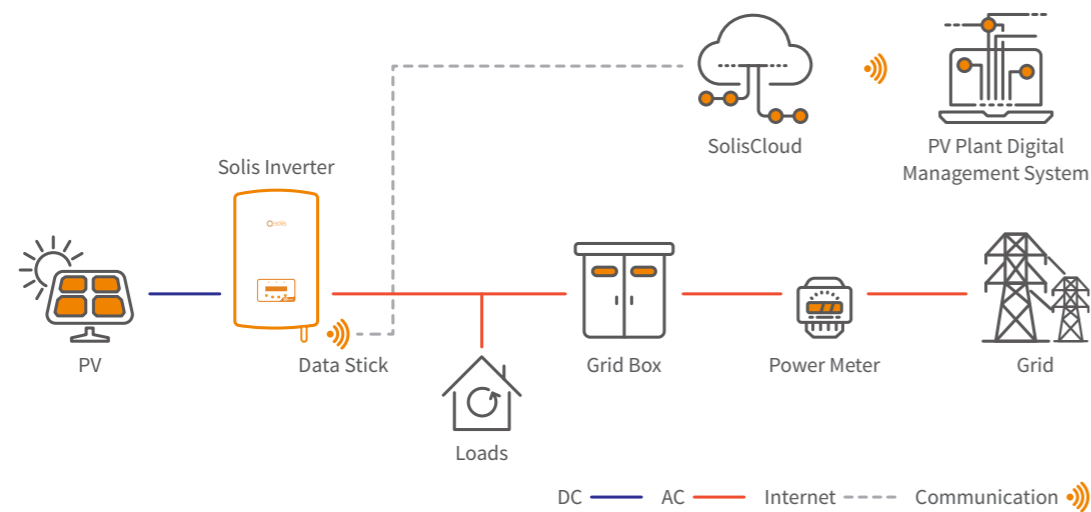 SolisCloud
PV Plant Digital
Management System
Solis Inverter
PV
Data Stick
Grid Box
Power Meter
Grid
Loads
DC
AC
Internet
Communication